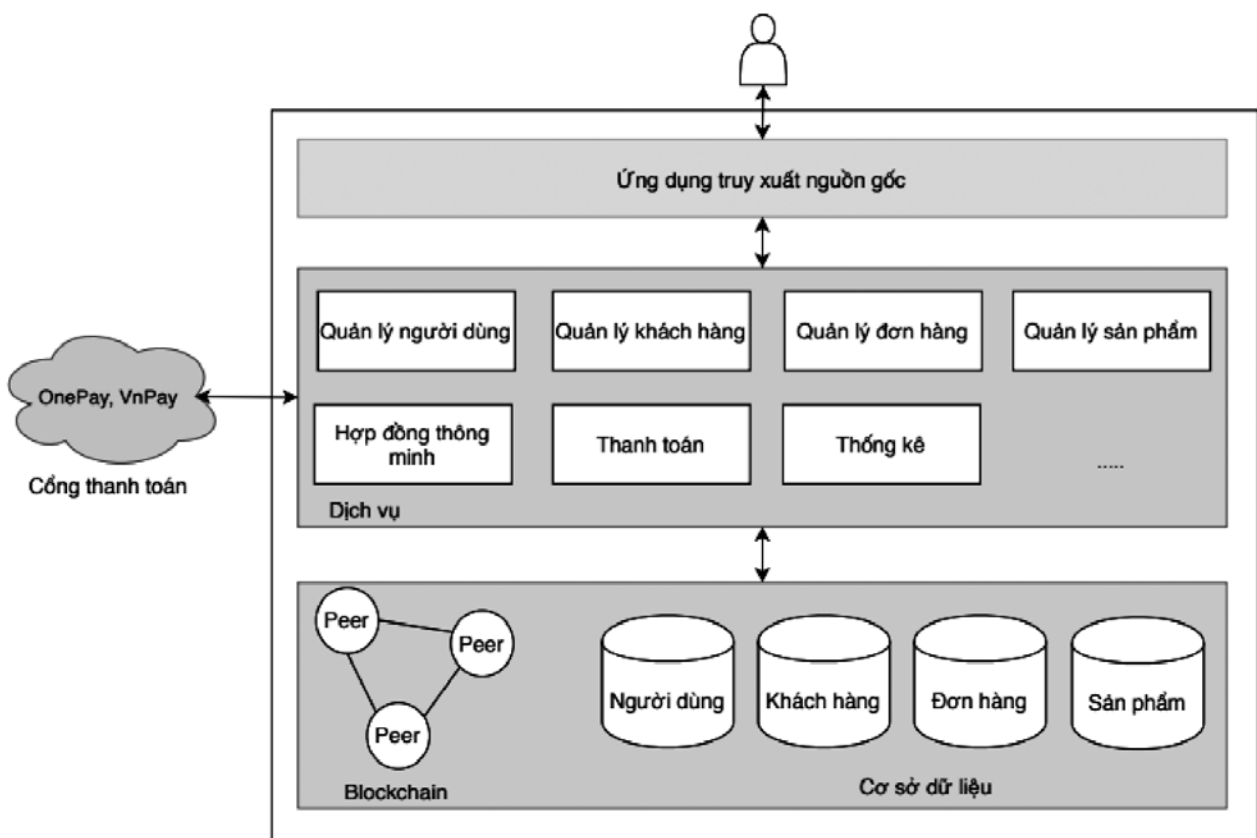 Ứng dụng truy xuất nguồn gốc
Quản lý người dùng
Quản lý khách hàng
Quản lý đơn hàng
Quản lý sản phẩm
OnePay, VnPay
Cổng thanh toán
Hợp đồng thông
minh
Thanh toán
Thống kê
.....
Dịch vụ
Peer
Peer
Peer
Blockchain
Người dùng
Khách hàng
Đơn hàng
Sản phẩm
Cơ sở dữ liệu